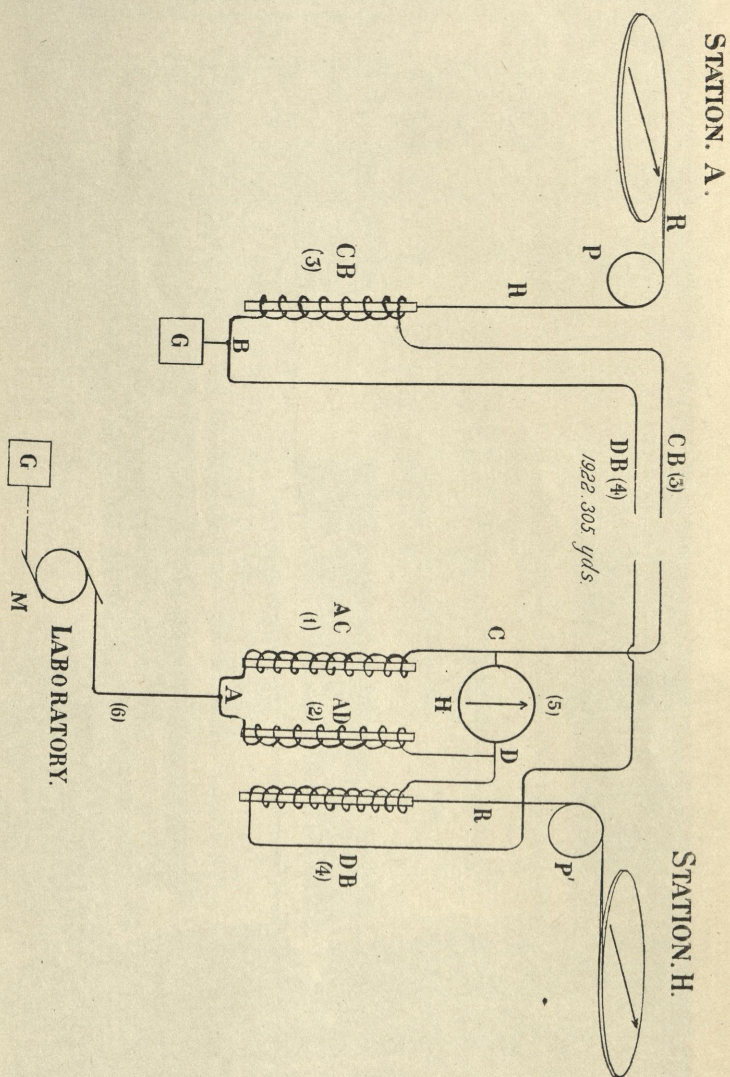 STATION. A.
R
P
R
CB
(3)
B
G
CB (3)
DB (4)
1922.305 yds.
C
(5)
H
D
AC
(1)
AD
(2)
A
(6)
G
M
LABORATORY.
R
DB
(4)
P'
STATION. H.